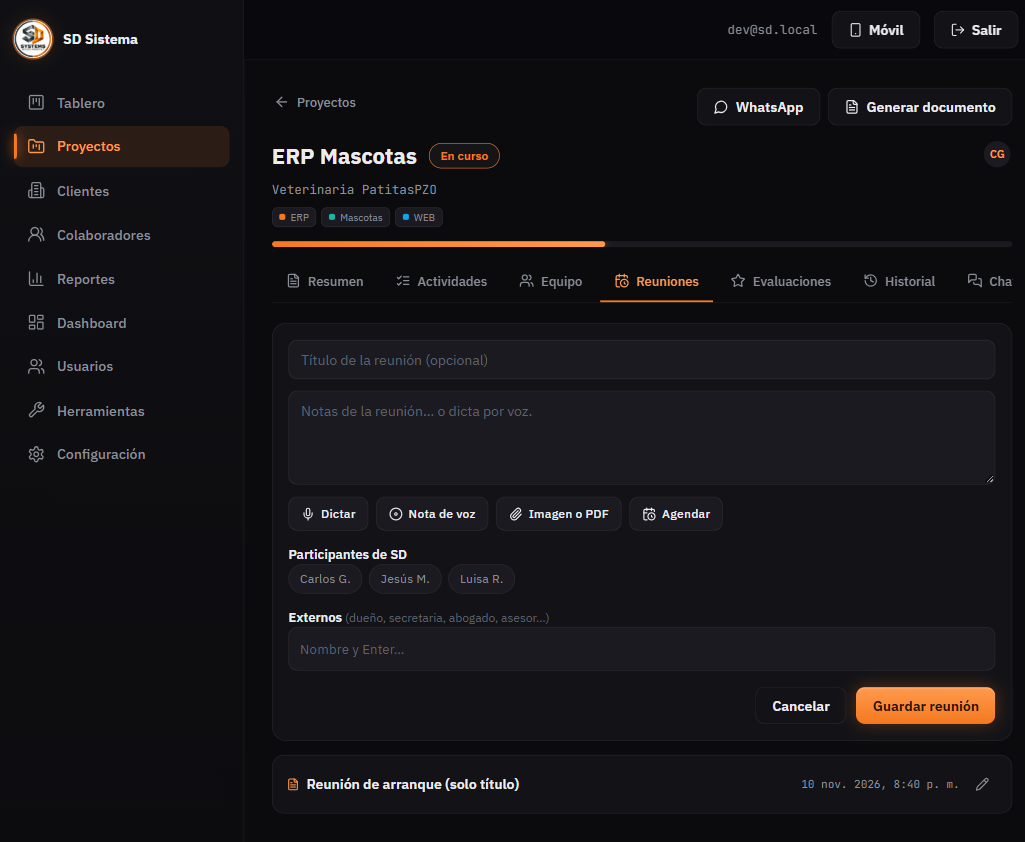 SD SYSTEMS
SD Sistema
dev@sd.local
Móvil
Salir
Tablero
Proyectos
Clientes
Colaboradores
Reportes
Dashboard
Usuarios
Herramientas
Configuración
Proyectos
WhatsApp
Generar documento
ERP Mascotas
En curso
CG
Veterinaria PatitasPZO
ERP
Mascotas
WEB
Resumen
Actividades
Equipo
Reuniones
Evaluaciones
Historial
Cha
Título de la reunión (opcional)
Notas de la reunión... o dicta por voz.
Dictar
Nota de voz
Imagen o PDF
Agendar
Participantes de SD
Carlos G.
Jesús M.
Luisa R.
Externos (dueño, secretaria, abogado, asesor...)
Nombre y Enter...
Cancelar
Guardar reunión
Reunión de arranque (solo título)
10 nov. 2026, 8:40 p. m.